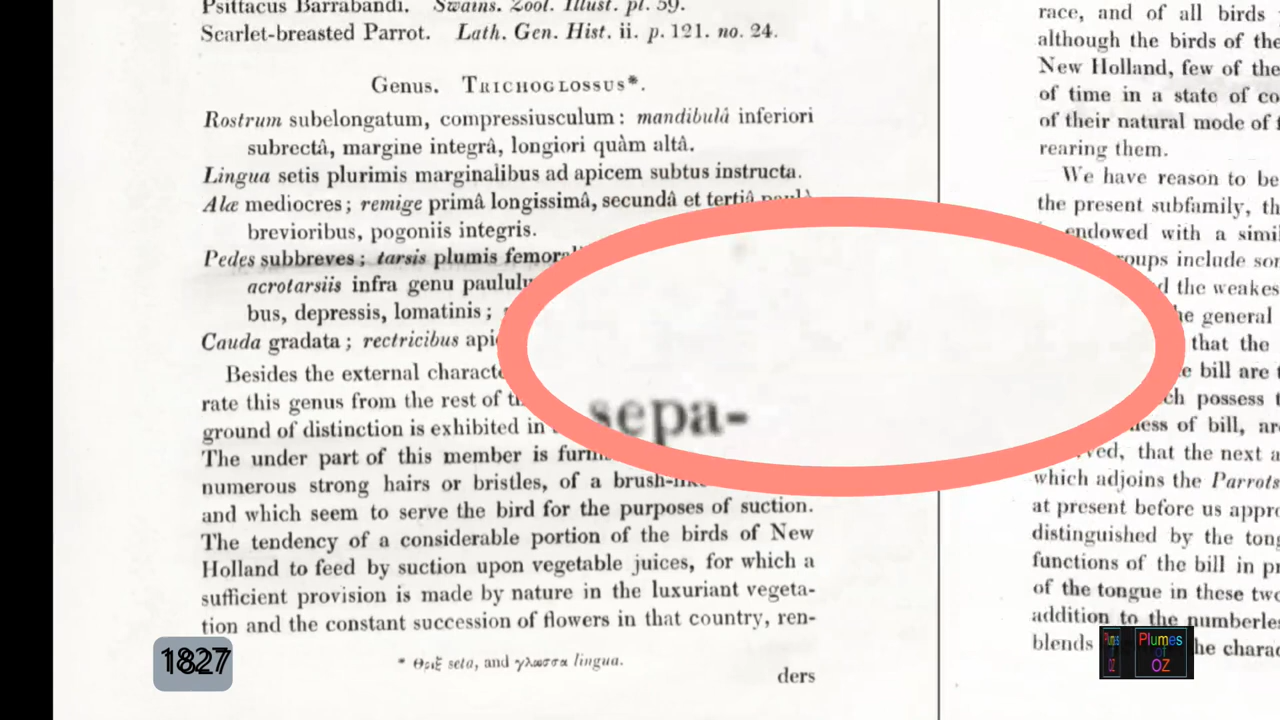 Psittacus Barrabandi. Swains. Zool. Illust. pl. 59.
Scarlet-breasted Parrot. Lath. Gen. Hist. ii. p. 121. no. 24.
Genus. TRICHOGLOSSUS*.
Rostrum subelongatum, compressiusculum: mandibulâ inferiori
subrectâ, margine integrâ, longiori quàm altâ.
Lingua setis plurimis marginalibus ad apicem subtus instructa.
Alæ mediocres; remige primâ longissimâ, secundâ et tertiâ
brevioribus, pogoniis integris.
Pedes subbreves; tarsis plumis
acrotarsiis infra genu
bus, depressis, lomatinis;
Cauda gradata; rectricibus
Besides the external
rate this genus from the rest of
ground of distinction is exhibited in
The under part of this member is
numerous strong hairs or bristles, of a
and which seem to serve the bird for the purposes of suction.
The tendency of a considerable portion of the birds of New
Holland to feed by suction upon vegetable juices, for which a
sufficient provision is made by nature in the luxuriant vegeta-
tion and the constant succession of flowers in that country, ren-
* Θρὶξ seta, and γλωσσα lingua.
ders
sepa-
race, and of all birds
although the birds of the
New Holland, few of the
of time in a state of co
of their natural mode of
rearing them.
We have reason to be
the present subfamily, th
endowed with a simi
oups include so
the weakes
general
that the
bill are
ch possess
ness of bill, ar
ved, that the next a
which adjoins the Parrots
at present before us appr
distinguished by the tong
functions of the bill in pr
of the tongue in these two
addition to the numberle
blends he charac
1827
Plumes
of
OZ
Plumes
of
OZ